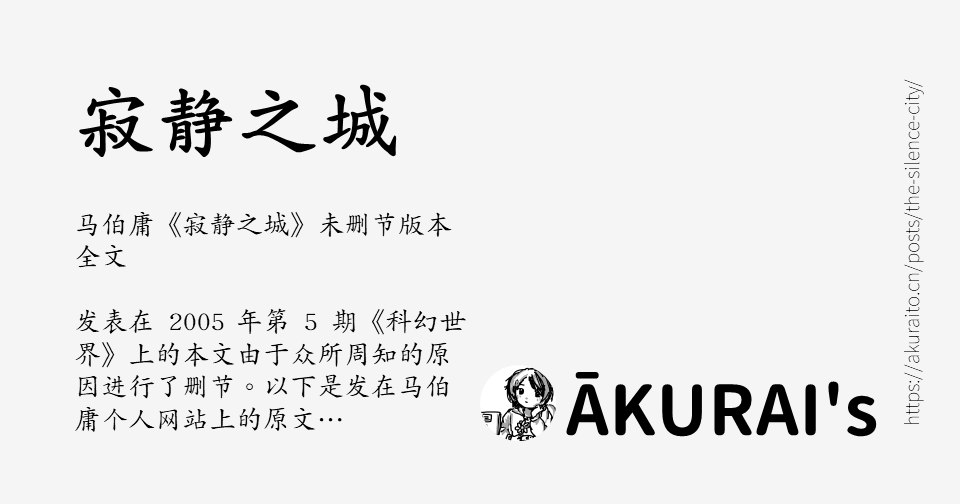 寂静之城
马伯庸《寂静之城》未删节版本
全文
发表在 2005 年第 5 期《科幻世
界》上的本文由于众所周知的原
因进行了删节。以下是发在马伯
庸个人网站上的原文…
ĀKURAI's
https://akuraito.cn/posts/the-silence-city/